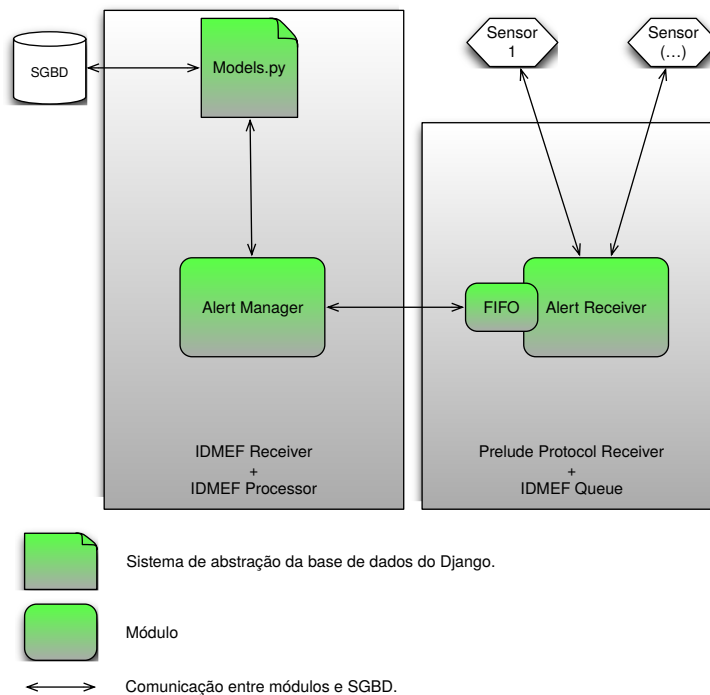 SGBD
Models.py
Sensor
1
Sensor
(…)
Alert Manager
FIFO
Alert Receiver
IDMEF Receiver
+
IDMEF Processor
Prelude Protocol Receiver
+
IDMEF Queue
Sistema de abstração da base de dados do Django.
Módulo
Comunicação entre módulos e SGBD.